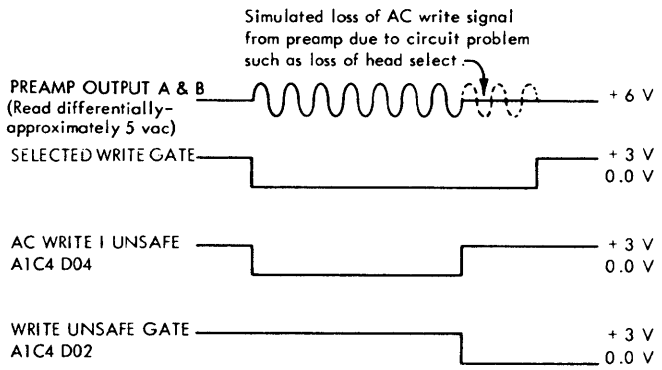 Simulated loss of AC write signal
from preamp due to circuit problem
such as loss of head select.
PREAMP OUTPUT A & B
(Read differentially-
approximately 5 vac)
+ 6 V
SELECTED WRITE GATE
+ 3 V
0.0 V
AC WRITE I UNSAFE
A1C4 D04
+ 3 V
0.0 V
WRITE UNSAFE GATE
A1C4 D02
+ 3 V
0.0 V